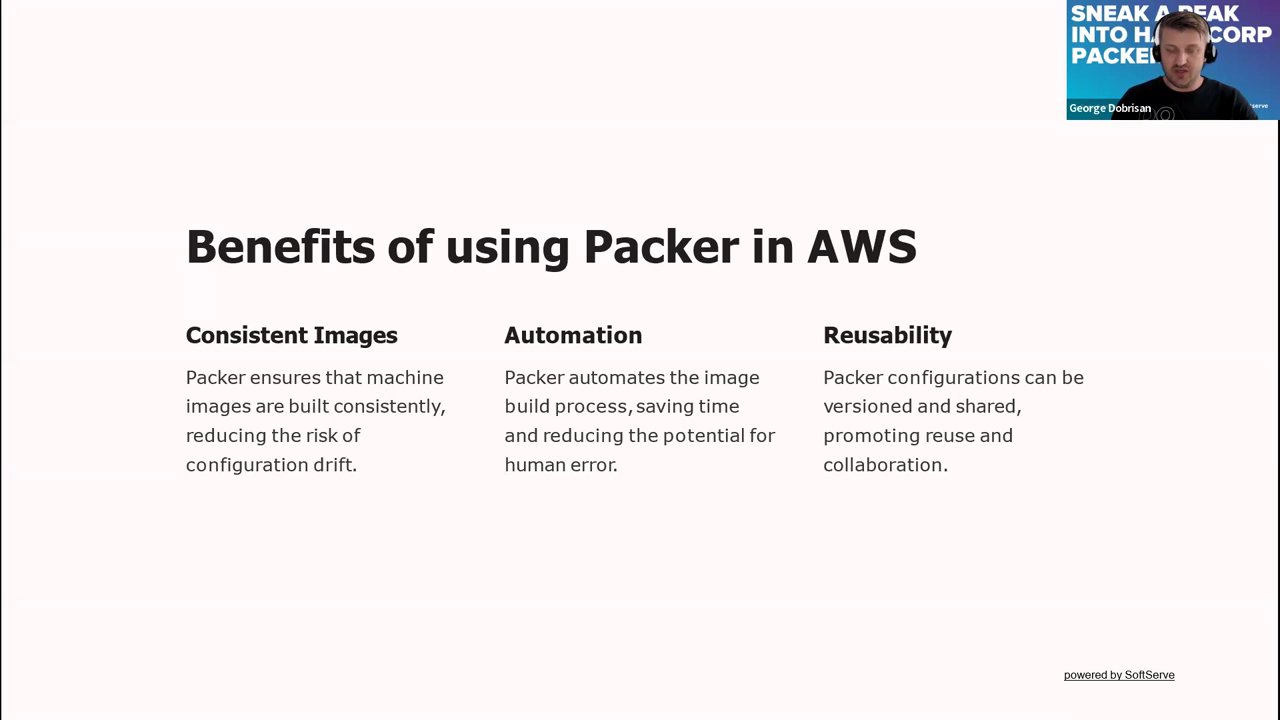 SNEAK A PEAK
INTO HA CORP
PACKE
George Dobrisan
serve
Benefits of using Packer in AWS
Consistent Images
Packer ensures that machine
images are built consistently,
reducing the risk of
configuration drift.
Automation
Packer automates the image
build process, saving time
and reducing the potential for
human error.
Reusability
Packer configurations can be
versioned and shared,
promoting reuse and
collaboration.
powered by SoftServe